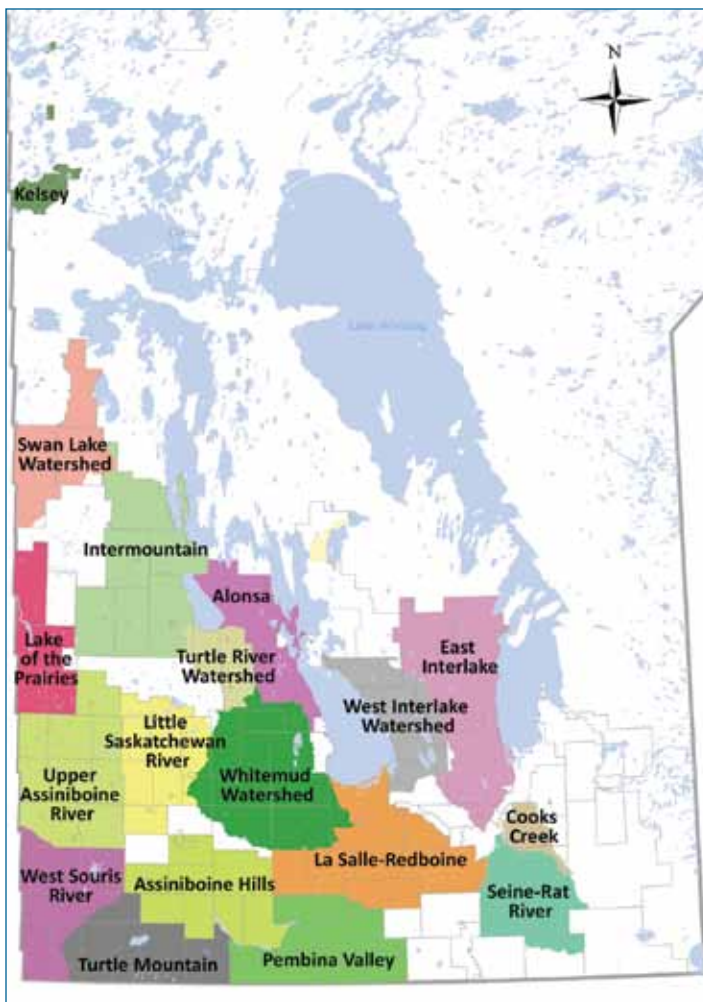 N
Kelsey
Swan Lake
Watershed
Intermountain
Alonsa
Lake
of the
Prairies
Turtle River
Watershed
East
Interlake
West Interlake
Watershed
Little
Saskatchewan
River
Upper
Assiniboine
River
Whitemud
Watershed
Cooks
Creek
La Salle-Redboine
West Souris
River
Assiniboine Hills
Seine-Rat
River
Turtle Mountain
Pembina Valley